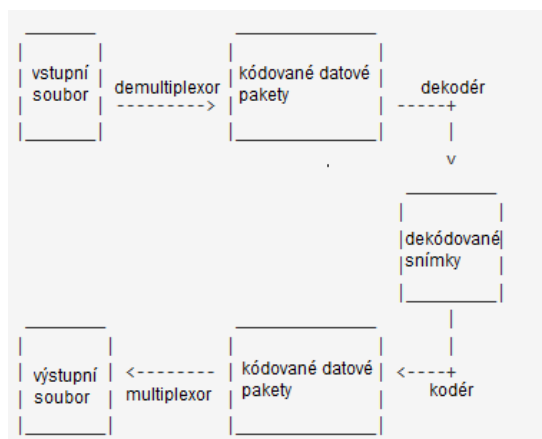 vstupní
soubor
demultiplexor
--------->
kódované datové
pakety
dekodér
-----+
v
dekódované
snímky
výstupní
soubor
<--------
multiplexor
kódované datové
pakety
<----+
kodér